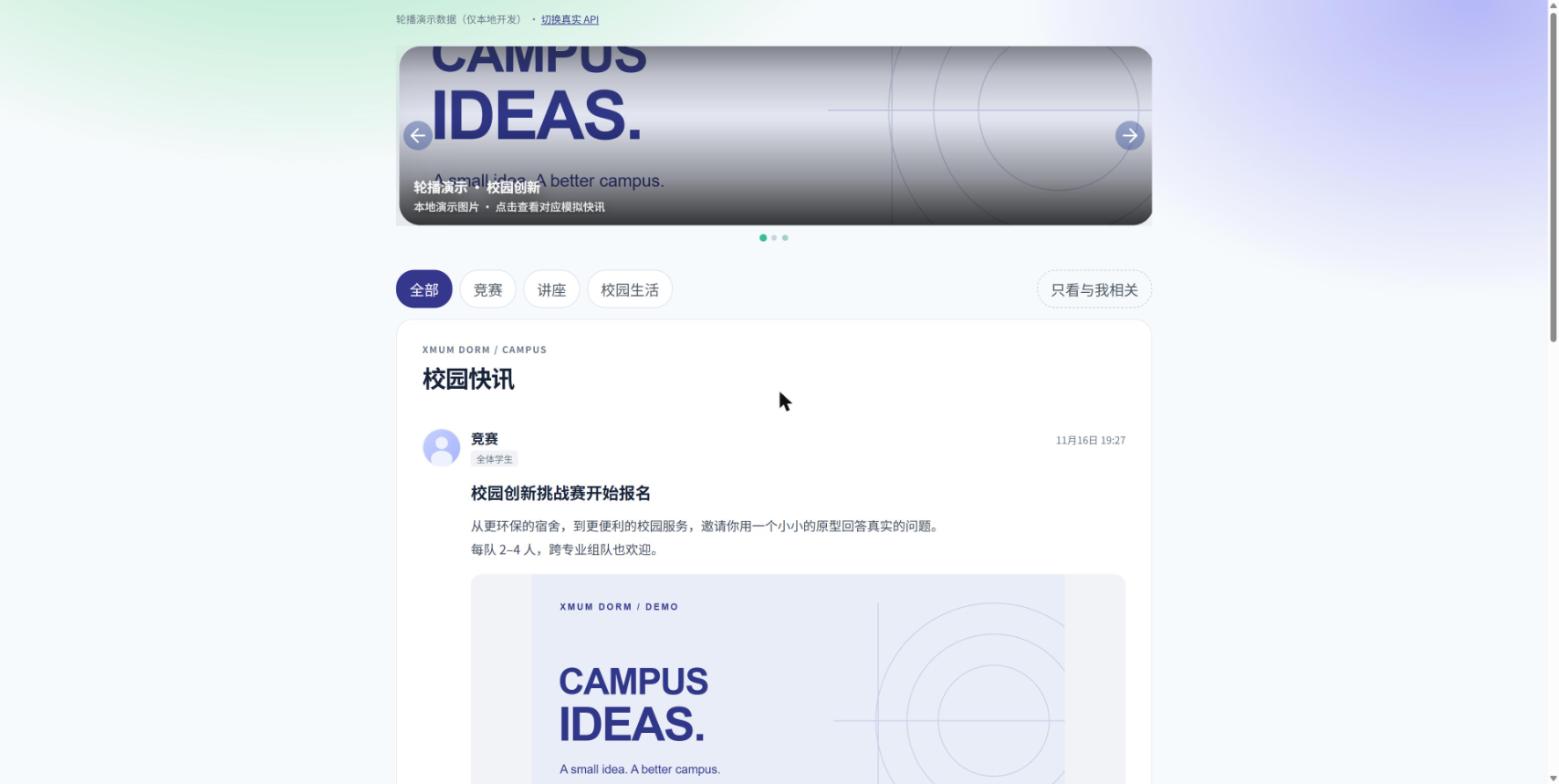 轮播演示数据（仅本地开发） · 切换真实 API
CAMPUS
IDEAS.
A small idea. A better campus.
轮播演示 · 校园创新
本地演示图片 · 点击查看对应模拟快讯
全部
竞赛
讲座
校园生活
只看与我相关
XMUM DORM / CAMPUS
校园快讯
竞赛
11月16日 19:27
全体学生
校园创新挑战赛开始报名
从更环保的宿舍，到更便利的校园服务，邀请你用一个小小的原型回答真实的问题。
每队 2–4 人，跨专业组队也欢迎。
XMUM DORM / DEMO
CAMPUS
IDEAS.
A small idea. A better campus.